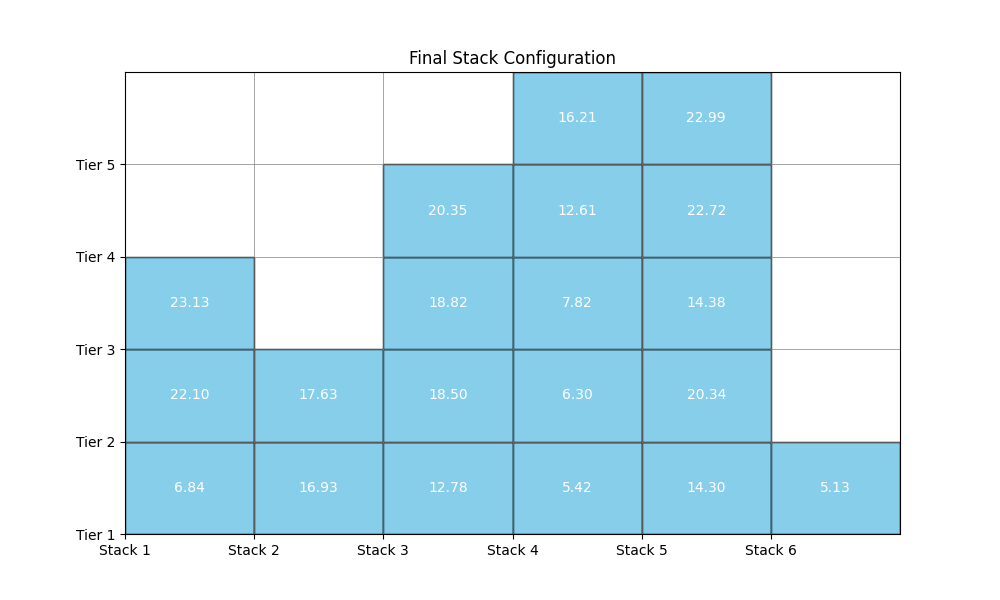 Final Stack Configuration
16.21 22.99
Tier 5
20.35 12.61 22.72
Tier 4
23.13 18.82 7.82 14.38
Tier 3
22.10 17.63 18.50 6.30 20.34
Tier 2
6.84 16.93 12.78 5.42 14.30 5.13
Tier 1
Stack 1 Stack 2 Stack 3 Stack 4 Stack 5 Stack 6